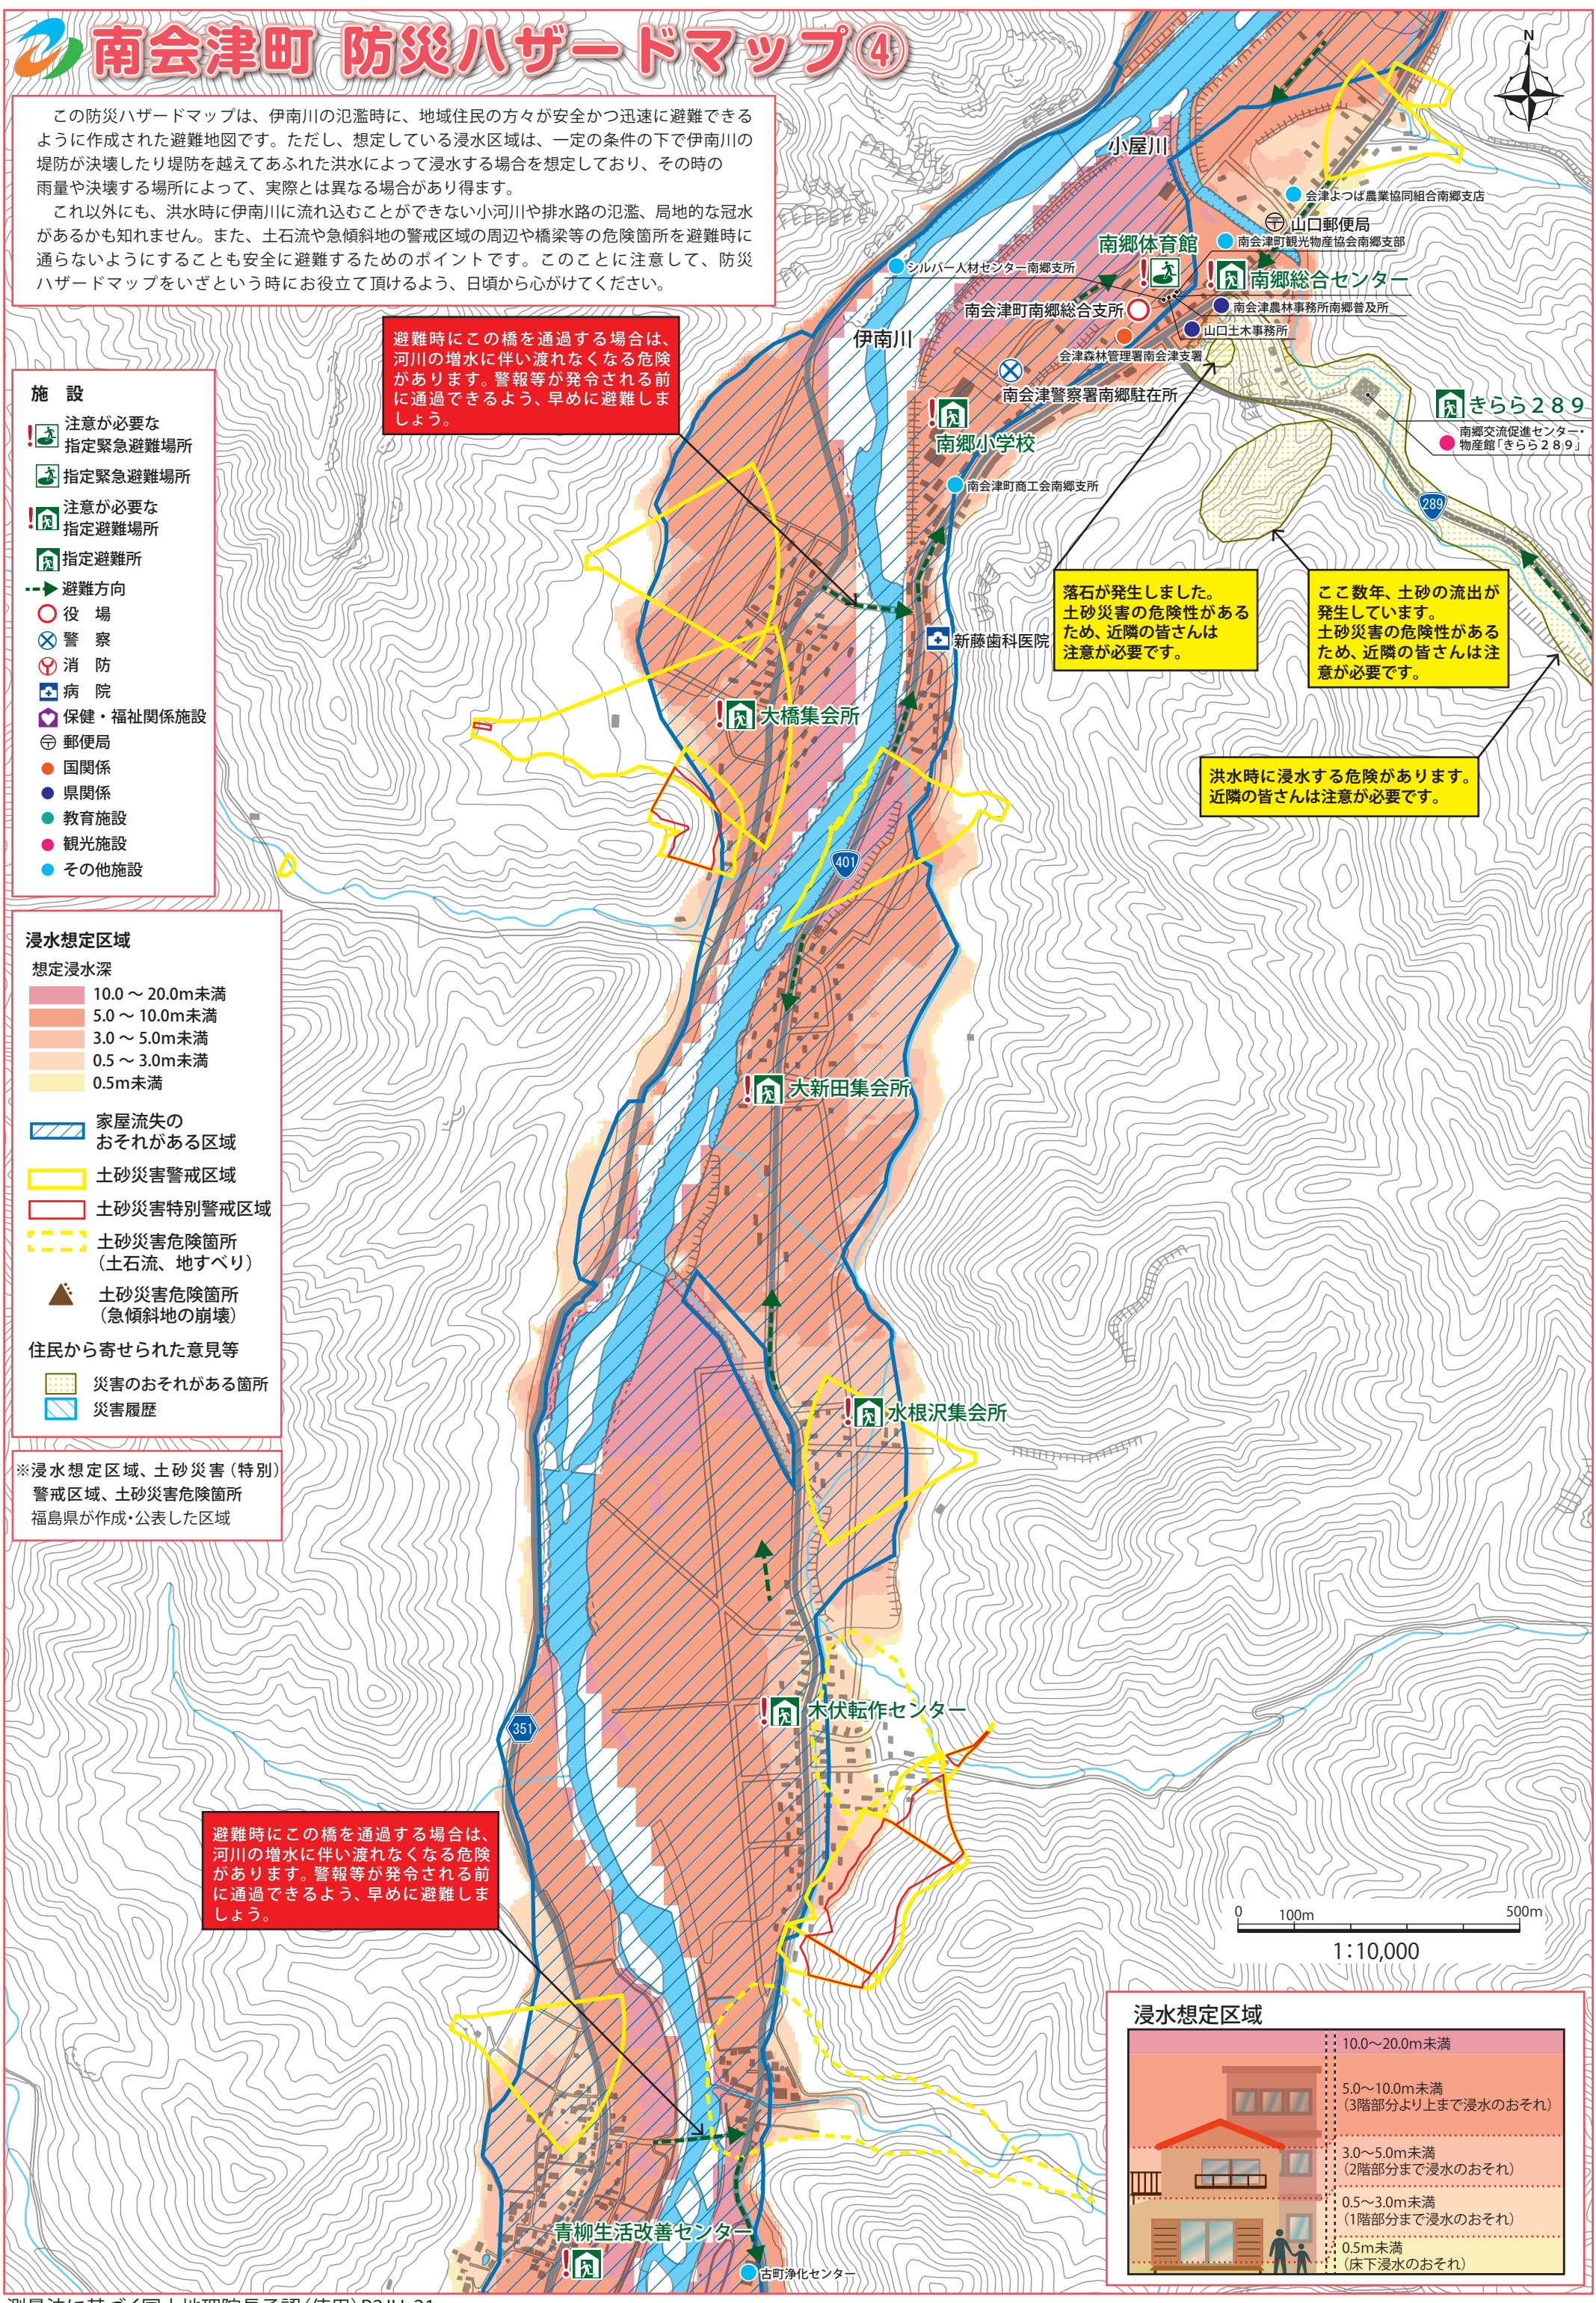 南会津町 防災ハザードマップ④
N
この防災ハザードマップは、伊南川の氾濫時に、地域住民の方々が安全かつ迅速に避難できる
ように作成された避難地図です。ただし、想定している浸水区域は、一定の条件の下で伊南川の
堤防が決壊したり堤防を越えてあふれた洪水によって浸水する場合を想定しており、その時の
雨量や決壊する場所によって、実際とは異なる場合があり得ます。
これ以外にも、洪水時に伊南川に流れ込むことができない小河川や排水路の氾濫、局地的な冠水
があるかも知れません。また、土石流や急傾斜地の警戒区域の周辺や橋梁等の危険箇所を避難時に
通らないようにすることも安全に避難するためのポイントです。このことに注意して、防災
ハザードマップをいざという時にお役立て頂けるよう、日頃から心がけてください。
小屋川
会津よつば農業協同組合南郷支店
山口郵便局
南会津町観光物産協会南郷支部
南郷体育館
シルバー人材センター南郷支所
南郷総合センター
南会津町南郷総合支所
南会津農林事務所南郷普及所
山口土木事務所
伊南川
会津森林管理署南会津支署
南会津警察署南郷駐在所
きらら289
南郷交流促進センター・
物産館「きらら289」
南郷小学校
南会津町商工会南郷支所
289
避難時にこの橋を通過する場合は、
河川の増水に伴い渡れなくなる危険
があります。警報等が発令される前
に通過できるよう、早めに避難しま
しょう。
落石が発生しました。
土砂災害の危険性がある
ため、近隣の皆さんは
注意が必要です。
ここ数年、土砂の流出が
発生しています。
土砂災害の危険性がある
ため、近隣の皆さんは注
意が必要です。
新藤歯科医院
大橋集会所
洪水時に浸水する危険があります。
近隣の皆さんは注意が必要です。
401
施 設
注意が必要な
指定緊急避難場所
指定緊急避難場所
注意が必要な
指定避難場所
指定避難所
避難方向
役 場
警 察
消 防
病 院
保健・福祉関係施設
郵便局
国関係
県関係
教育施設
観光施設
その他施設
浸水想定区域
想定浸水深
10.0 〜 20.0m未満
5.0 〜 10.0m未満
3.0 〜 5.0m未満
0.5 〜 3.0m未満
0.5m未満
家屋流失の
おそれがある区域
土砂災害警戒区域
土砂災害特別警戒区域
土砂災害危険箇所
(土石流、地すべり)
土砂災害危険箇所
(急傾斜地の崩壊)
住民から寄せられた意見等
災害のおそれがある箇所
災害履歴
※浸水想定区域、土砂災害(特別)
警戒区域、土砂災害危険箇所
福島県が作成・公表した区域
大新田集会所
水根沢集会所
木伏転作センター
351
避難時にこの橋を通過する場合は、
河川の増水に伴い渡れなくなる危険
があります。警報等が発令される前
に通過できるよう、早めに避難しま
しょう。
青柳生活改善センター
古町浄化センター
0 100m 500m
1:10,000
浸水想定区域
10.0〜20.0m未満
5.0〜10.0m未満
(3階部分より上まで浸水のおそれ)
3.0〜5.0m未満
(2階部分まで浸水のおそれ)
0.5〜3.0m未満
(1階部分まで浸水のおそれ)
0.5m未満
(床下浸水のおそれ)